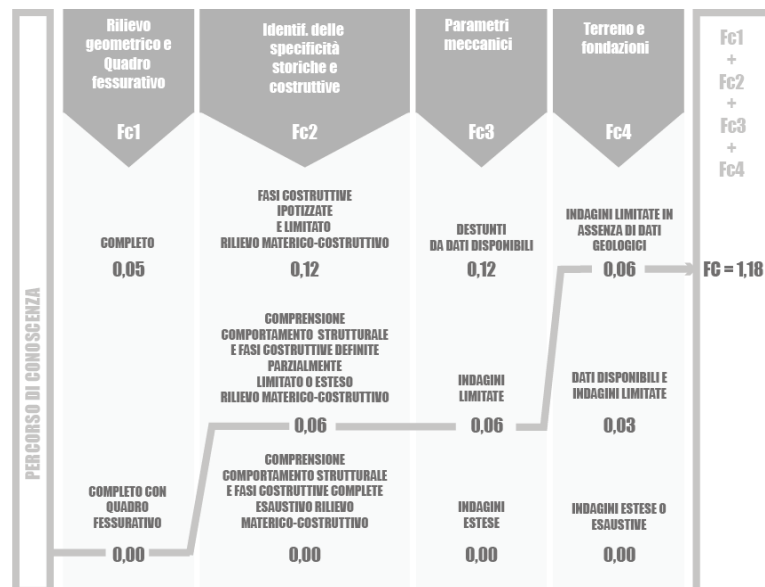 Rilievo
geometrico e
Quadro
fessurativo
Fc1
Identif. delle
specificità
storiche e
costruttive
Fc2
Parametri
meccanici
Fc3
Terreno e
fondazioni
Fc4
Fc1
+
Fc2
+
Fc3
+
Fc4
PERCORSO DI CONOSCENZA
COMPLETO
0,05
FASI COSTRUTTIVE
IPOTIZZATE
E LIMITATO
RILIEVO MATERICO-COSTRUTTIVO
0,12
DESTUNTI
DA DATI DISPONIBILI
0,12
INDAGINI LIMITATE IN
ASSENZA DI DATI
GEOLOGICI
0,06
FC = 1,18
COMPRENSIONE
COMPORTAMENTO STRUTTURALE
E FASI COSTRUTTIVE DEFINITE
PARZIALMENTE
LIMITATO O ESTESO
RILIEVO MATERICO-COSTRUTTIVO
0,06
INDAGINI
LIMITATE
0,06
DATI DISPONIBILI E
INDAGINI LIMITATE
0,03
COMPLETO CON
QUADRO
FESSURATIVO
0,00
COMPRENSIONE
COMPORTAMENTO STRUTTURALE
E FASI COSTRUTTIVE COMPLETE
ESAUSTIVO RILIEVO
MATERICO-COSTRUTTIVO
0,00
INDAGINI
ESTESE
0,00
INDAGINI ESTESE O
ESAUSTIVE
0,00